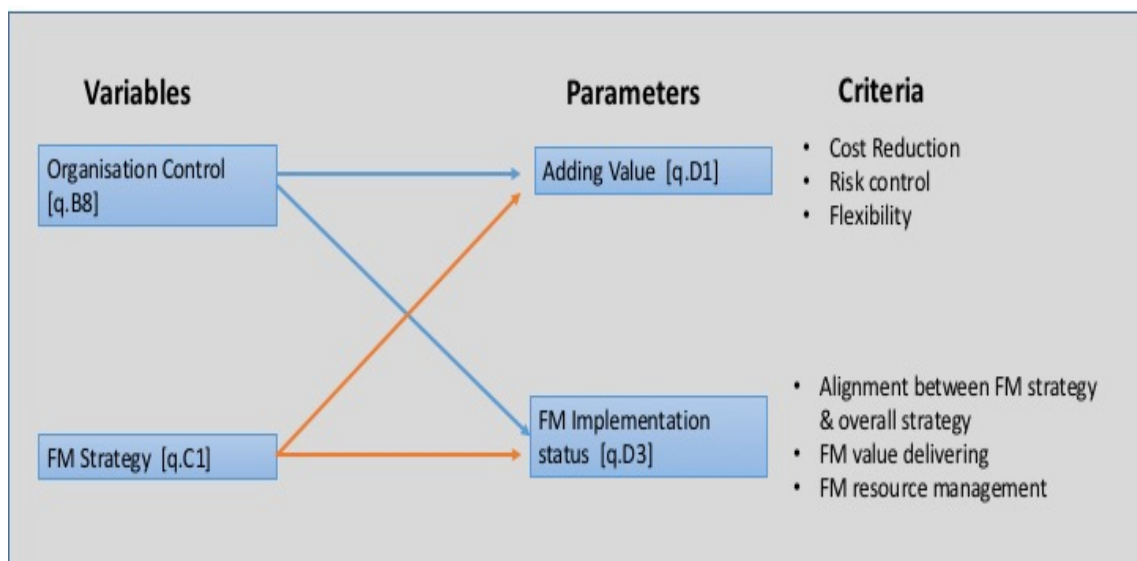 Variables
Parameters
Criteria
Organisation Control
[q.B8]
Adding Value [q.D1]
• Cost Reduction
• Risk control
• Flexibility
FM Strategy [q.C1]
FM Implementation
status [q.D3]
• Alignment between FM strategy
& overall strategy
• FM value delivering
• FM resource management